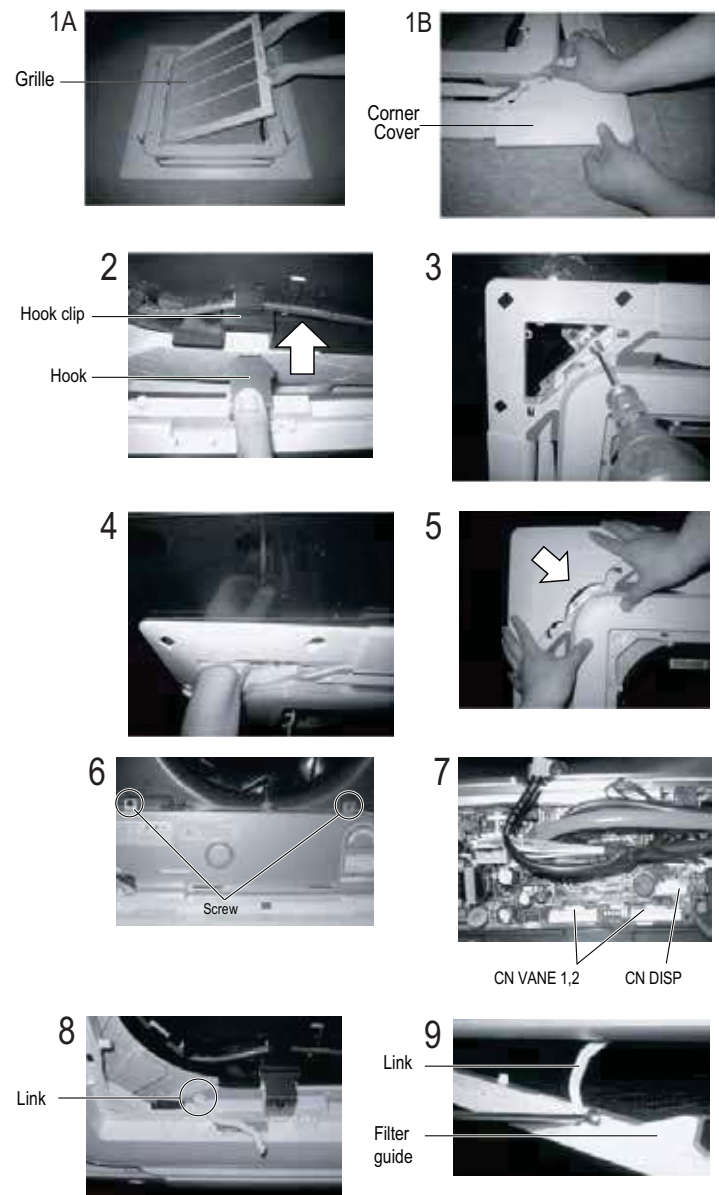 1A
Grille
1B
Corner
Cover
2
Hook clip
Hook
3
4
5
6
Screw
7
CN VANE 1,2
CN DISP
8
Link
9
Link
Filter
guide